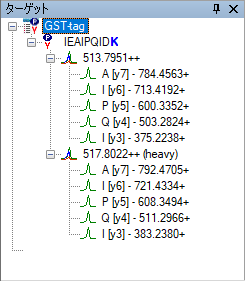 ターゲット
GST-tag
IEAIPQIDK
513.7951++
A [y7] - 784.4563+
I [y6] - 713.4192+
P [y5] - 600.3352+
Q [y4] - 503.2824+
I [y3] - 375.2238+
517.8022++ (heavy)
A [y7] - 792.4705+
I [y6] - 721.4334+
P [y5] - 608.3494+
Q [y4] - 511.2966+
I [y3] - 383.2380+